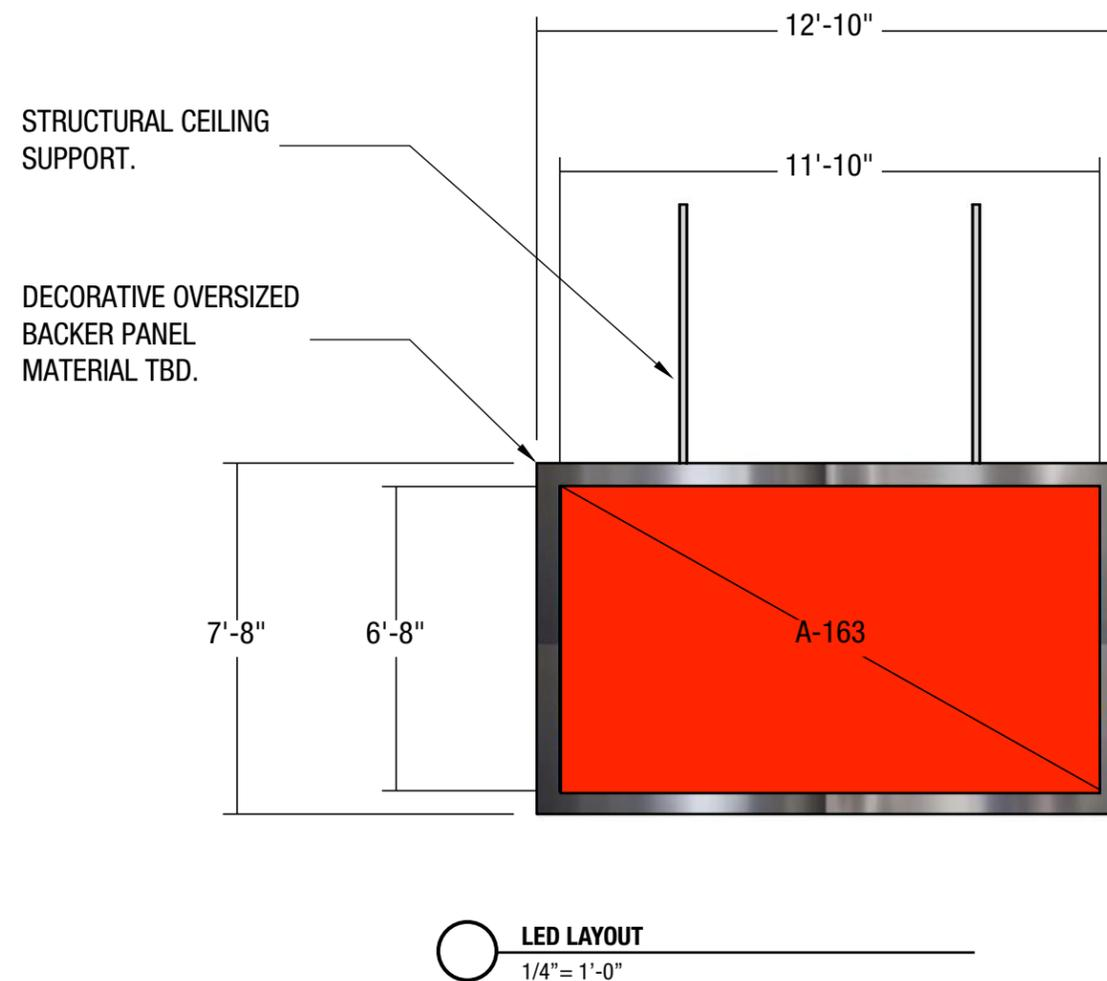 12'-10"
STRUCTURAL CEILING
SUPPORT.
11'-10"
DECORATIVE OVERSIZED
BACKER PANEL
MATERIAL TBD.
7'-8"
6'-8"
A-163
LED LAYOUT
1/4”= 1’-0”